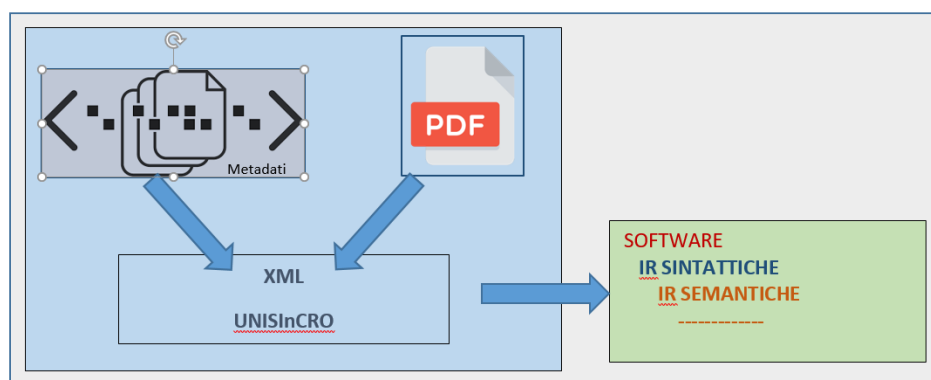 Metadati
PDF
XML
UNISInCRO
SOFTWARE
IR SINTATTICHE
IR SEMANTICHE
-------------